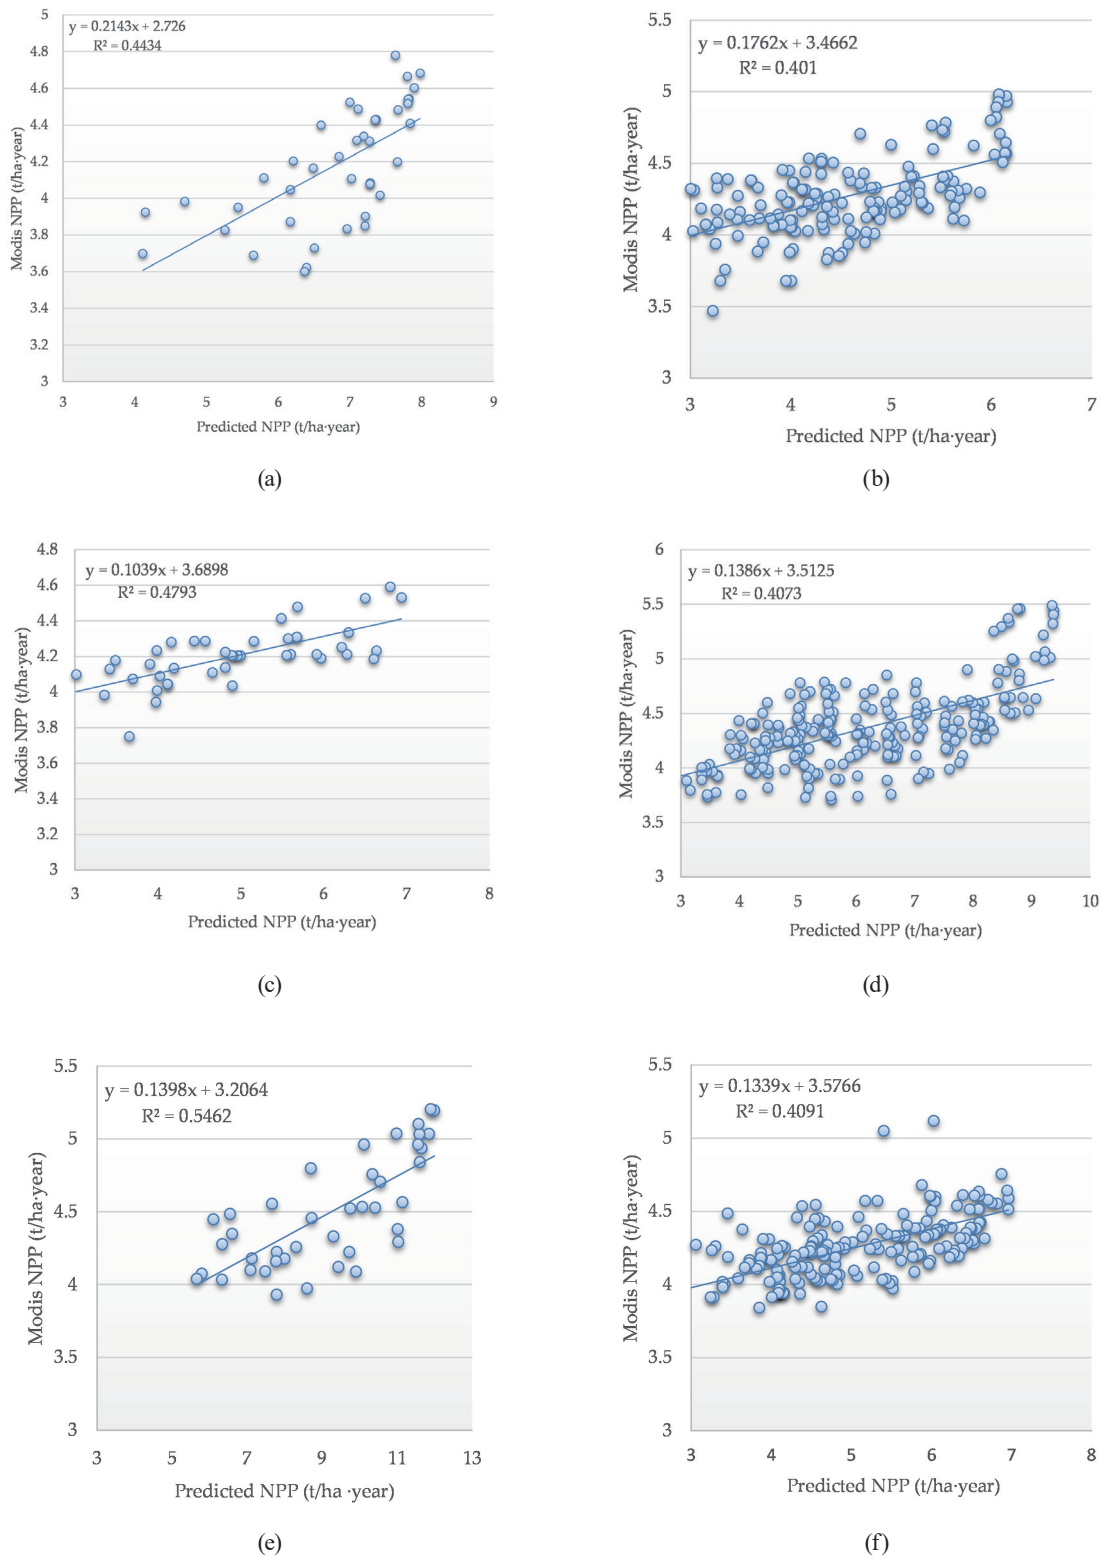 y = 0.2143x + 2.726
R² = 0.4434
5
4.8
4.6
4.4
4.2
4
3.8
3.6
3.4
3.2
3
3 4 5 6 7 8 9
Modis NPP (t/ha·year)
Predicted NPP (t/ha·year)
(a)
y = 0.1762x + 3.4662
R² = 0.401
5.5
5
4.5
4
3.5
3
3 4 5 6 7
Modis NPP (t/ha·year)
Predicted NPP (t/ha·year)
(b)
y = 0.1039x + 3.6898
R² = 0.4793
4.8
4.6
4.4
4.2
4
3.8
3.6
3.4
3.2
3
3 4 5 6 7 8
Modis NPP (t/ha·year)
Predicted NPP (t/ha·year)
(c)
y = 0.1386x + 3.5125
R² = 0.4073
6
5.5
5
4.5
4
3.5
3
3 4 5 6 7 8 9 10
Modis NPP (t/ha·year)
Predicted NPP (t/ha·year)
(d)
y = 0.1398x + 3.2064
R² = 0.5462
5.5
5
4.5
4
3.5
3
3 5 7 9 11 13
Modis NPP (t/ha·year)
Predicted NPP (t/ha ·year)
(e)
y = 0.1339x + 3.5766
R² = 0.4091
5.5
5
4.5
4
3.5
3
3 4 5 6 7 8
Modis NPP (t/ha·year)
Predicted NPP (t/ha·year)
(f)